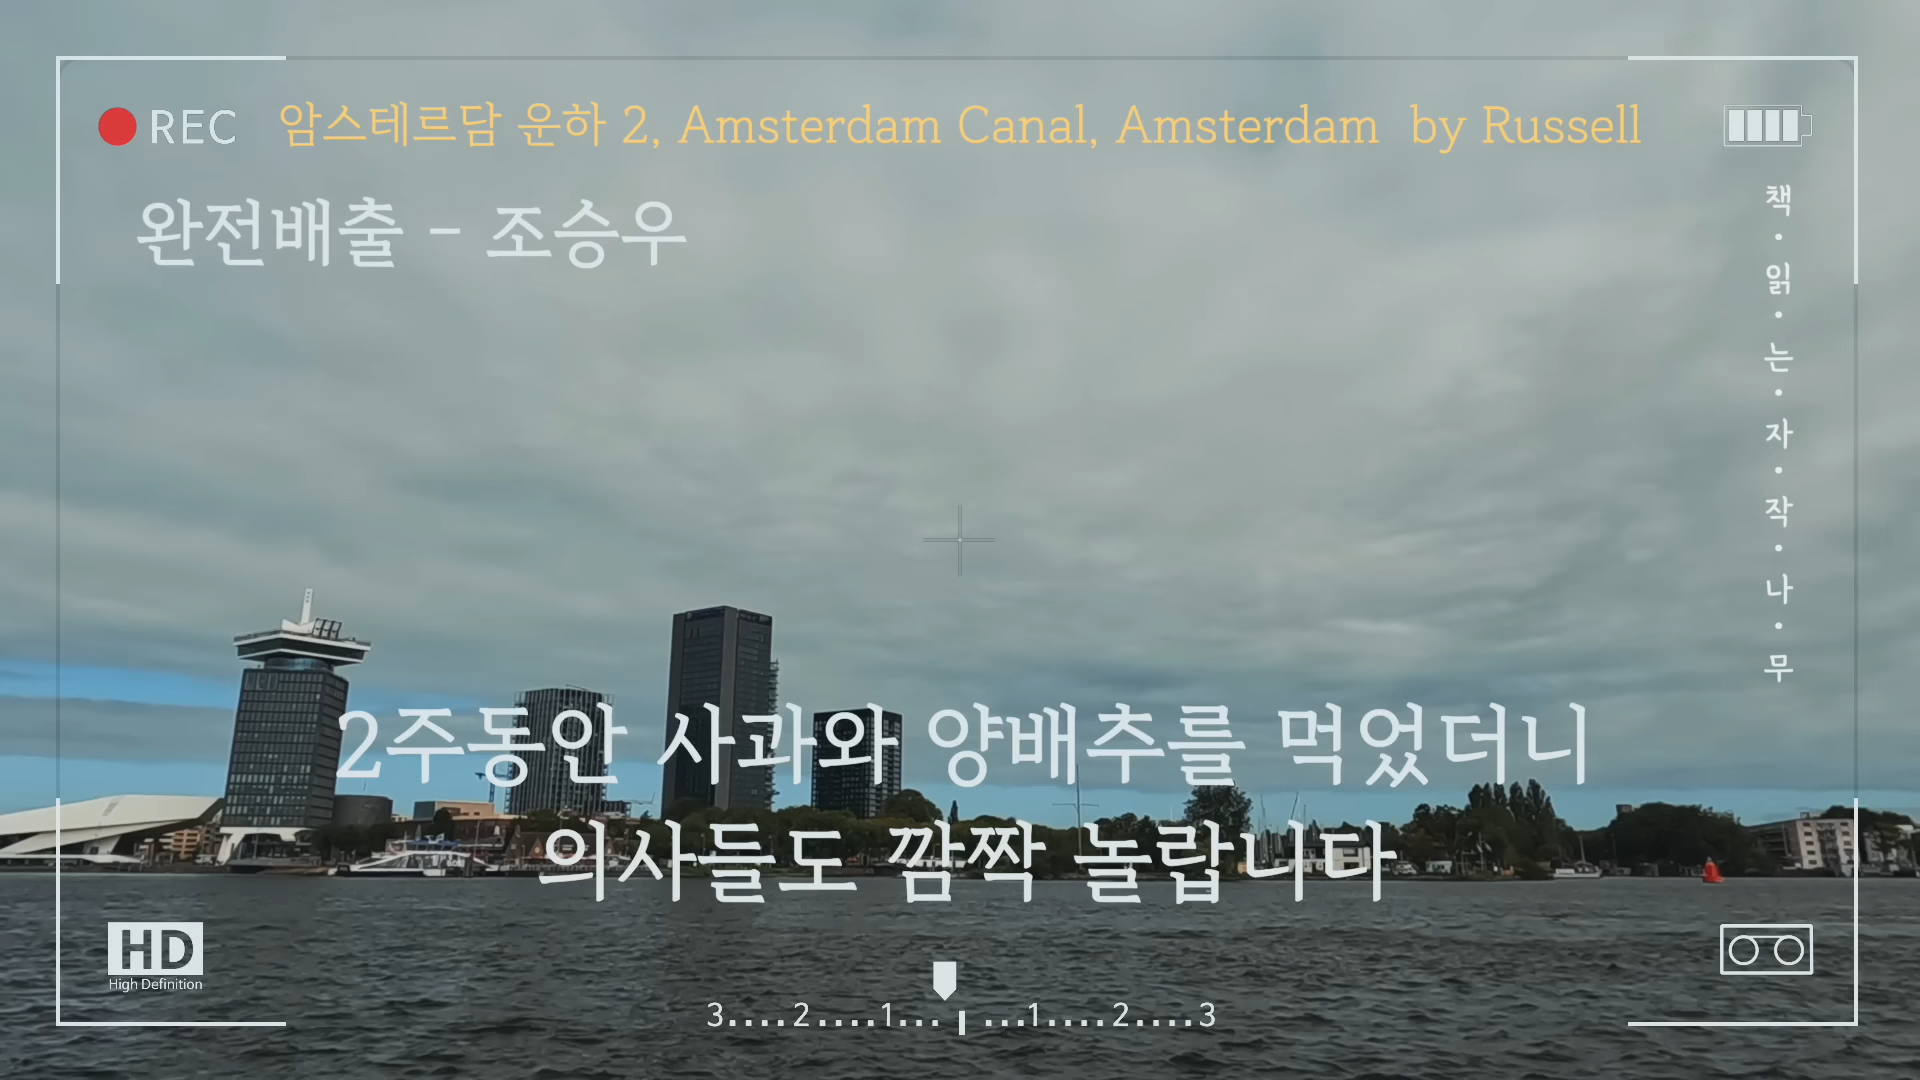 REC 암스테르담 운하 2, Amsterdam Canal, Amsterdam by Russell
완전배출 - 조승우
책·읽·는·자·작·나·무
2주동안 사과와 양배추를 먹었더니
의사들도 깜짝 놀랍니다
HD
High Definition
3....2....1... ...1....2....3